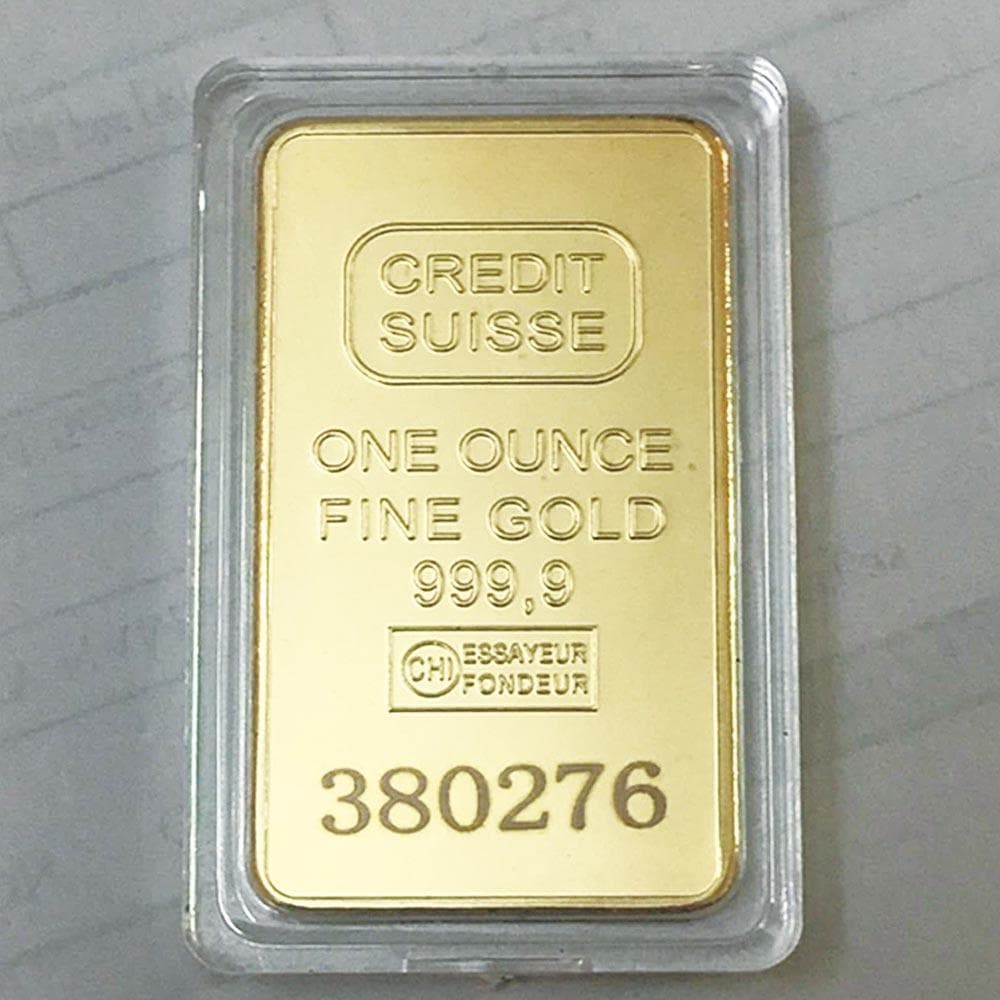 CREDIT
SUISSE
ONE OUNCE
FINE GOLD
999,9
CHI ESSAYEUR
FONDEUR
380276